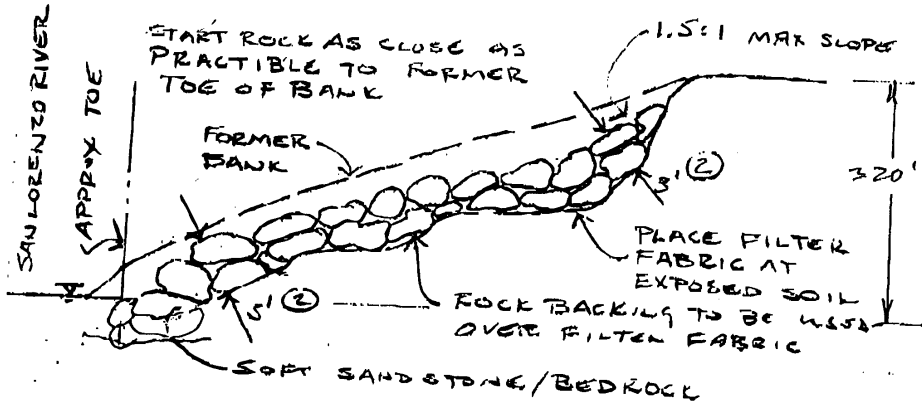 START ROCK AS CLOSE AS
PRACTIBLE TO FORMER
TOE OF BANK
1.5:1 MAX SLOPE
SAN LORENZO RIVER
APPROX TOE
FORMER
BANK
3' (2)
±20'
PLACE FILTER
FABRIC AT
EXPOSED SOIL
5' (2)
ROCK BACKING TO BE USED
OVER FILTER FABRIC
SOFT SANDSTONE/BEDROCK